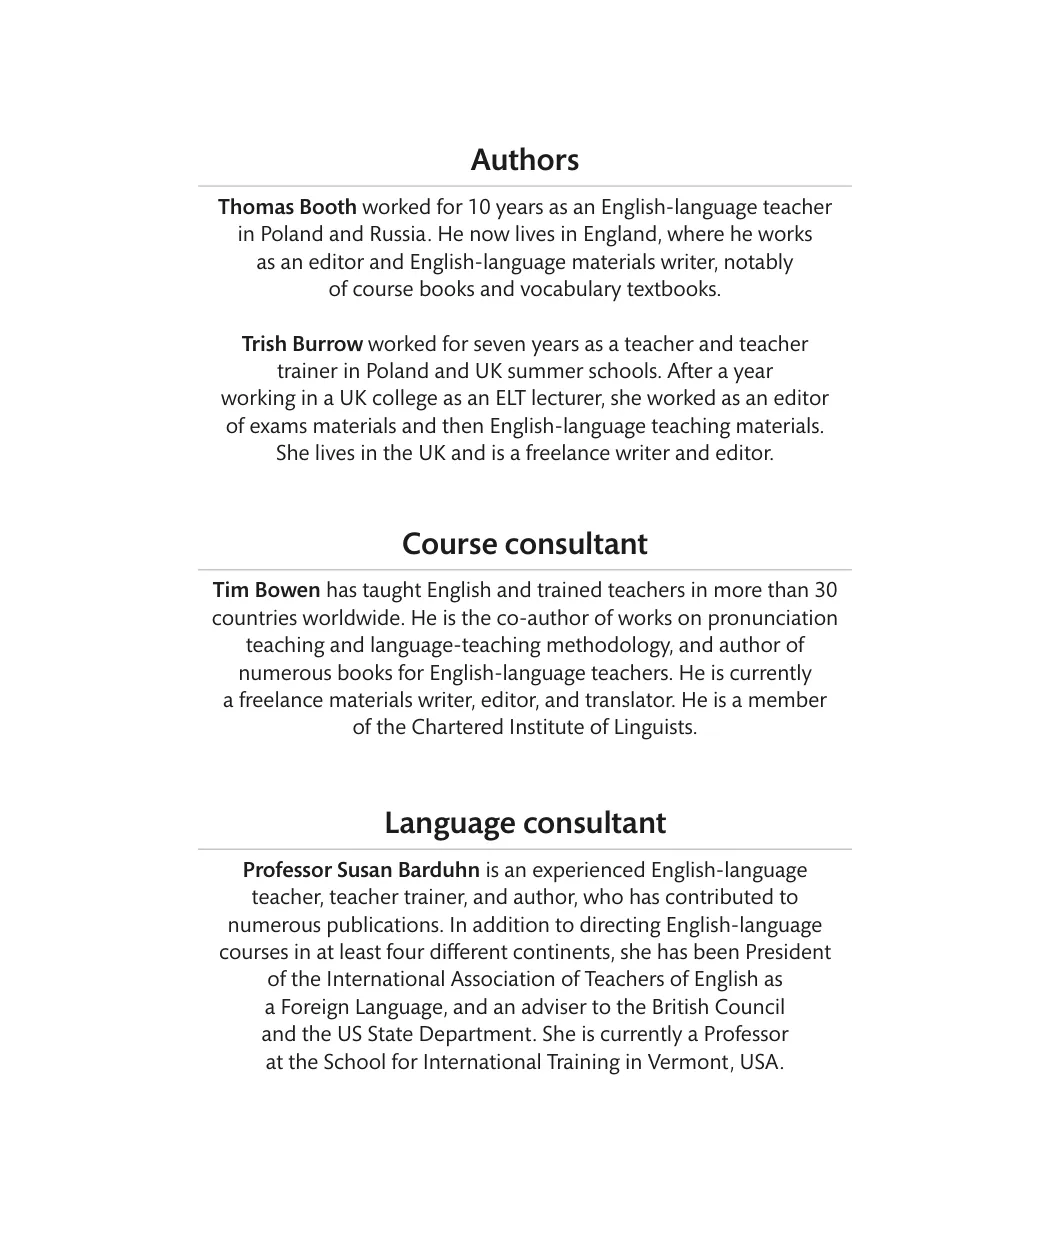 Authors
Thomas Booth worked for 10 years as an English-language teacher
in Poland and Russia. He now lives in England, where he works
as an editor and English-language materials writer, notably
of course books and vocabulary textbooks.
Trish Burrow worked for seven years as a teacher and teacher
trainer in Poland and UK summer schools. After a year
working in a UK college as an ELT lecturer, she worked as an editor
of exams materials and then English-language teaching materials.
She lives in the UK and is a freelance writer and editor.
Course consultant
Tim Bowen has taught English and trained teachers in more than 30
countries worldwide. He is the co-author of works on pronunciation
teaching and language-teaching methodology, and author of
numerous books for English-language teachers. He is currently
a freelance materials writer, editor, and translator. He is a member
of the Chartered Institute of Linguists.
Language consultant
Professor Susan Barduhn is an experienced English-language
teacher, teacher trainer, and author, who has contributed to
numerous publications. In addition to directing English-language
courses in at least four different continents, she has been President
of the International Association of Teachers of English as
a Foreign Language, and an adviser to the British Council
and the US State Department. She is currently a Professor
at the School for International Training in Vermont, USA.